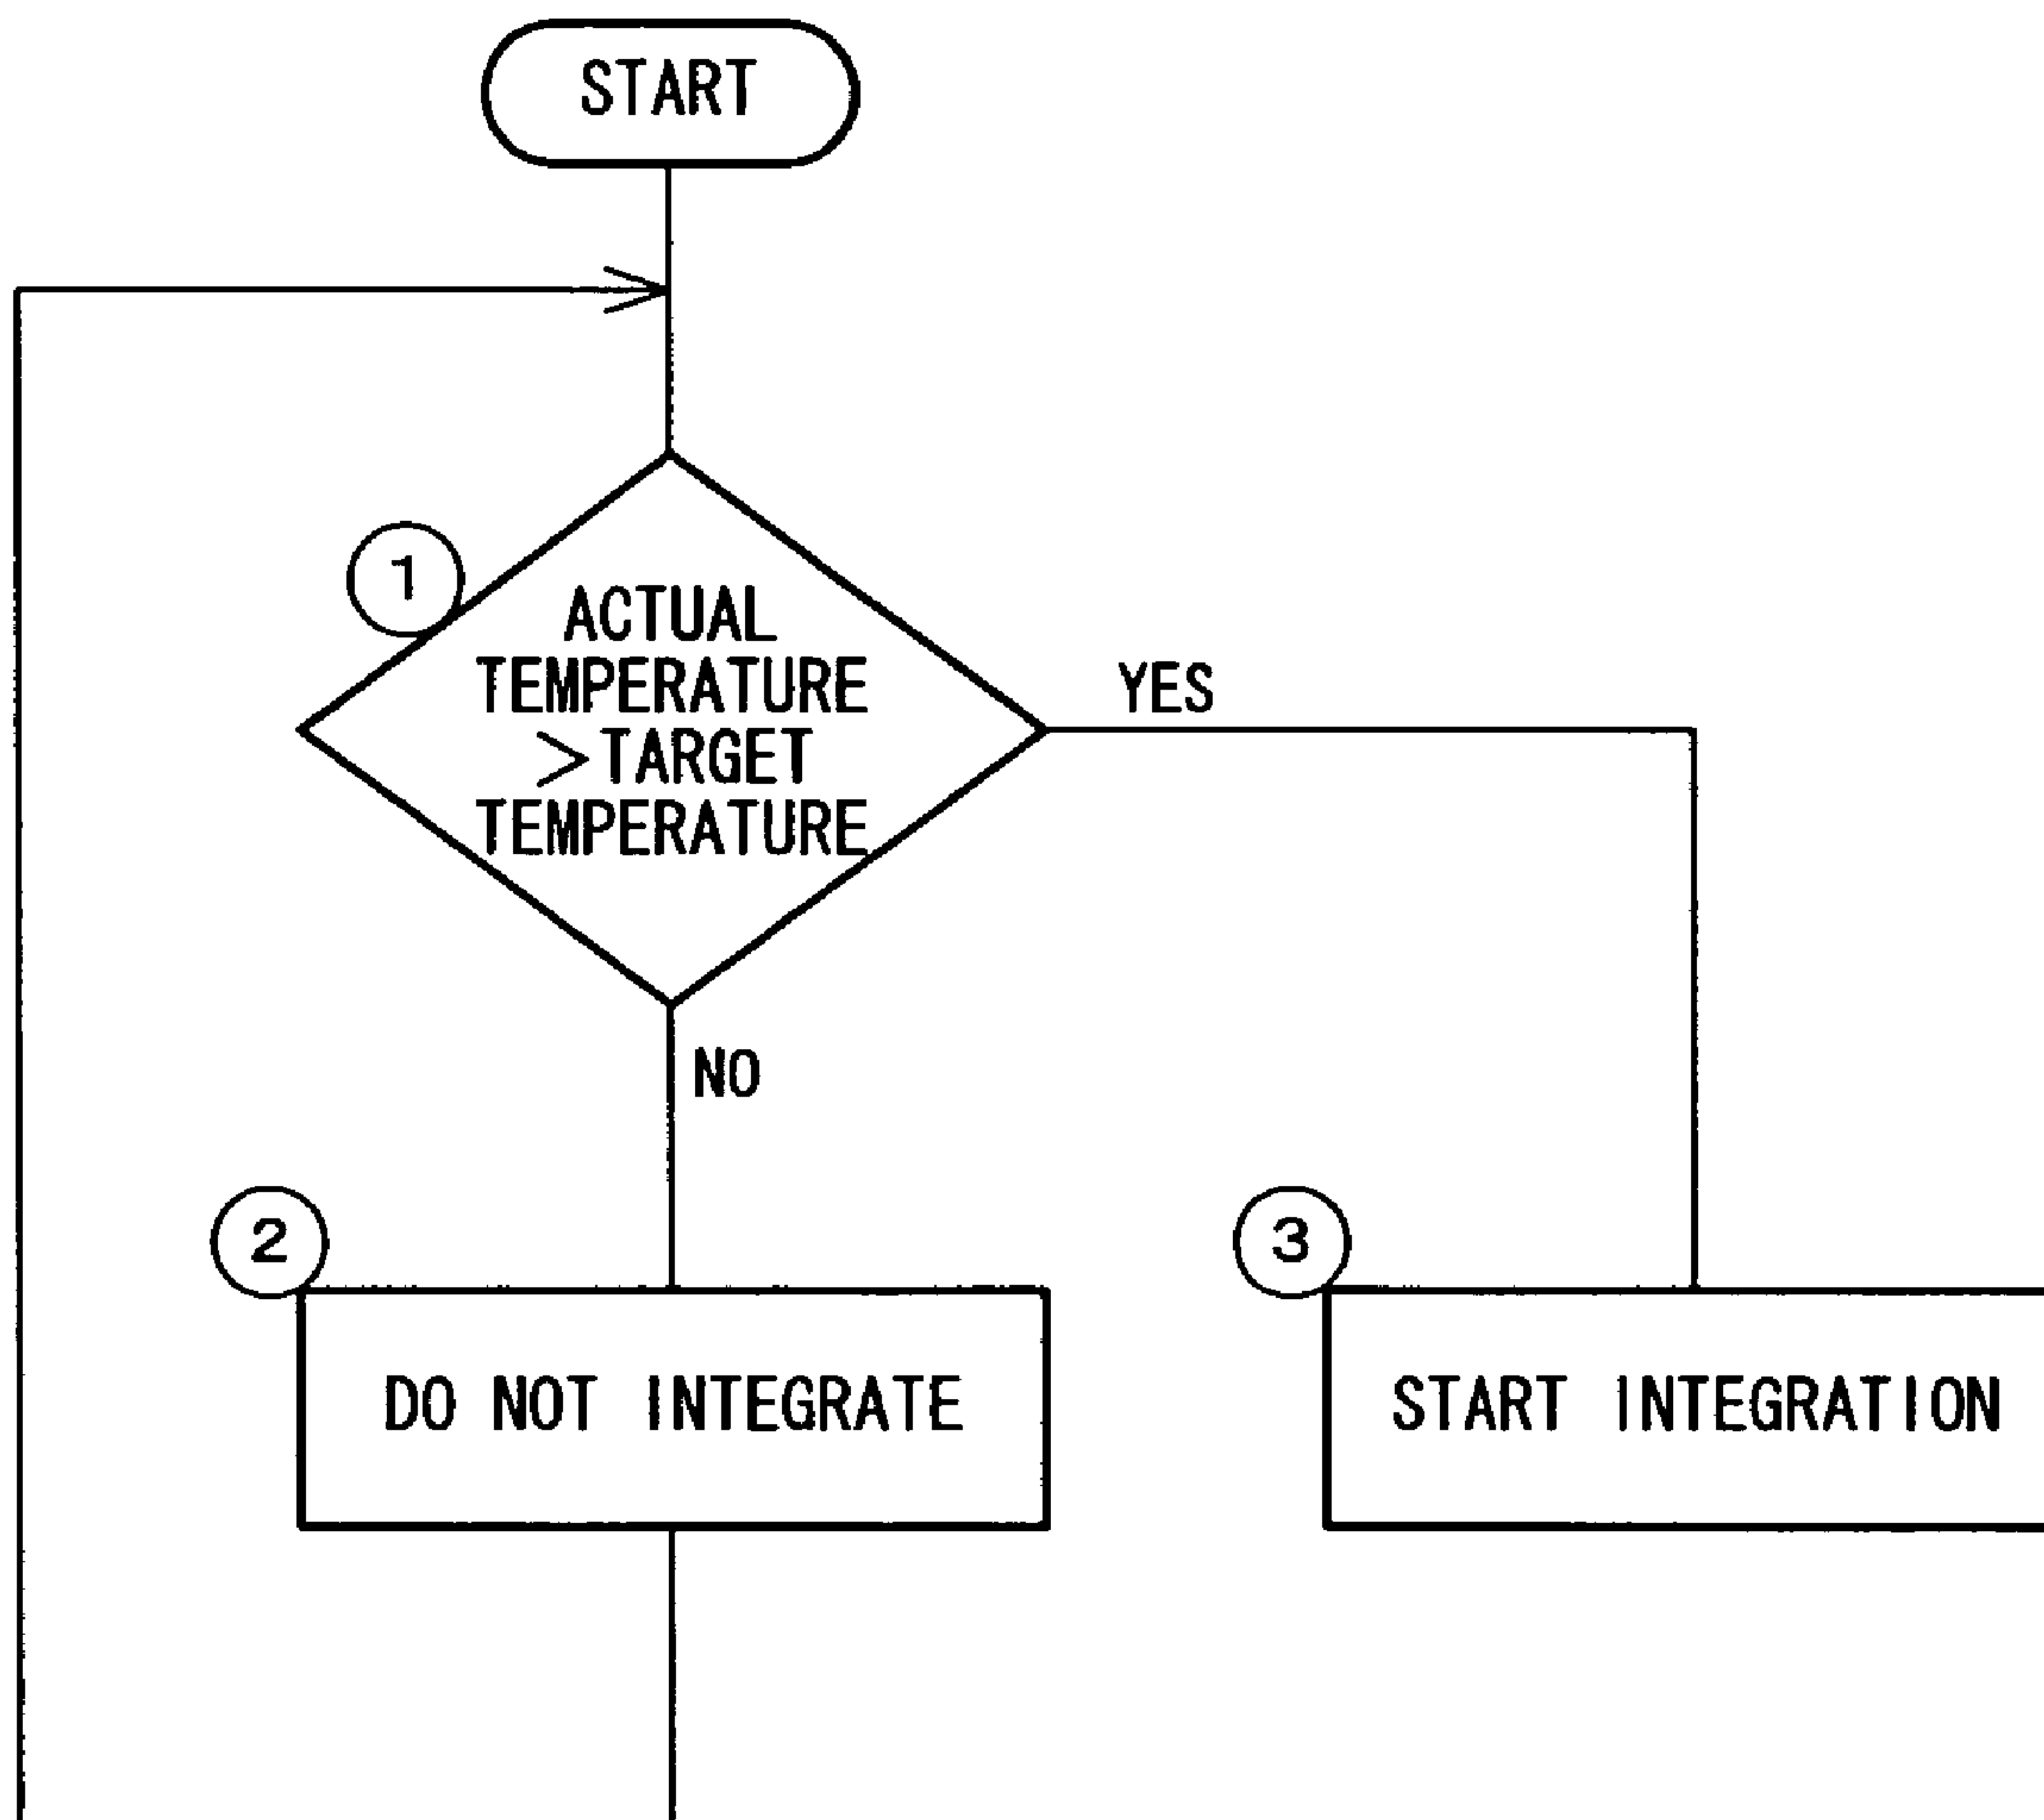 START
1
ACTUAL
TEMPERATURE
>TARGET
TEMPERATURE
YES
NO
2
DO NOT INTEGRATE
3
START INTEGRATION